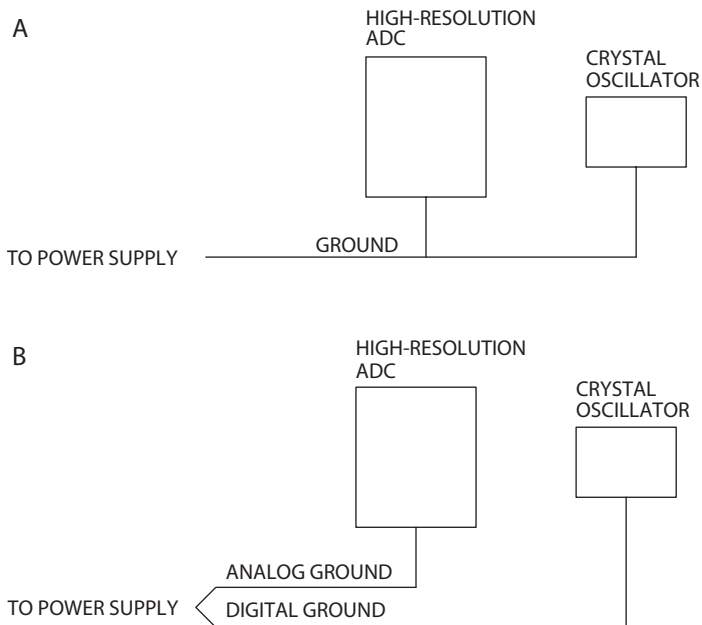 A
HIGH-RESOLUTION
ADC
CRYSTAL
OSCILLATOR
GROUND
TO POWER SUPPLY
B
HIGH-RESOLUTION
ADC
CRYSTAL
OSCILLATOR
ANALOG GROUND
TO POWER SUPPLY
DIGITAL GROUND